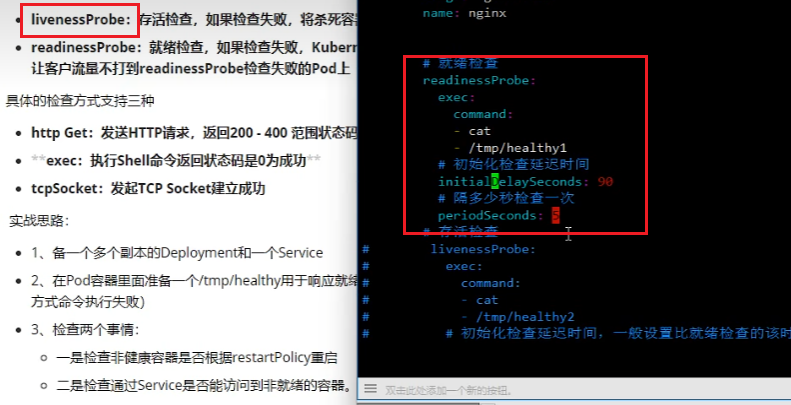 livenessProbe：存活检查，如果检查失败，将杀死容
readinessProbe：就绪检查，如果检查失败，Kubern
让客户流量不打到readinessProbe检查失败的Pod上
具体的检查方式支持三种
http Get：发送HTTP请求，返回200 - 400 范围状态码
**exec：执行Shell命令返回状态码是0为成功**
tcpSocket：发起TCP Socket建立成功
实战思路：
1、备一个多个副本的Deployment和一个Service
2、在Pod容器里面准备一个/tmp/healthy用于响应就绪
方式命令执行失败)
3、检查两个事情：
一是检查非健康容器是否根据restartPolicy重启
二是检查通过Service是否能访问到非就绪的容器。
name: nginx
# 就绪检查
readinessProbe:
exec:
command:
- cat
- /tmp/healthy1
# 初始化检查延迟时间
initialDelaySeconds: 90
# 隔多少秒检查一次
periodSeconds: 5
# 存活检查
# livenessProbe:
# exec:
# command:
# - cat
# - /tmp/healthy2
# # 初始化检查延迟时间，一般设置比就绪检查的该时
双击此处添加一个新的按钮。